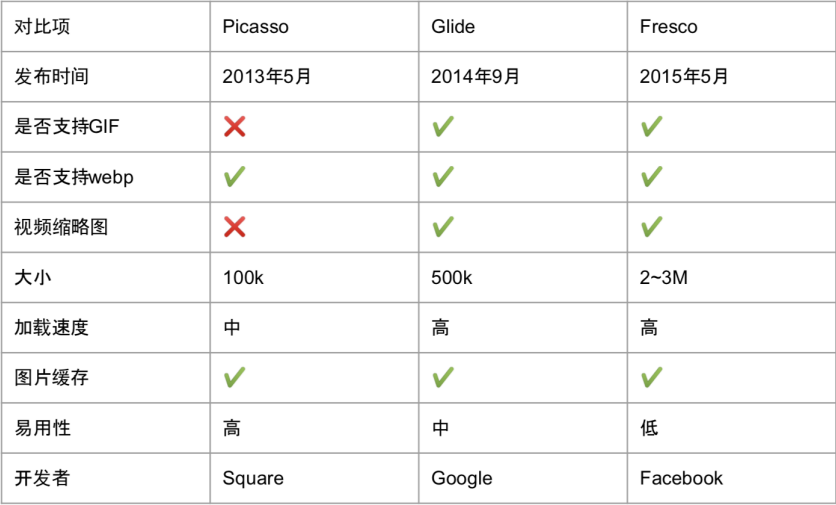 对比项 Picasso Glide Fresco
发布时间 2013年5月 2014年9月 2015年5月
是否支持GIF ❌ ✔ ✔
是否支持webp ✔ ✔ ✔
视频缩略图 ❌ ✔ ✔
大小 100k 500k 2~3M
加载速度 中 高 高
图片缓存 ✔ ✔ ✔
易用性 高 中 低
开发者 Square Google Facebook